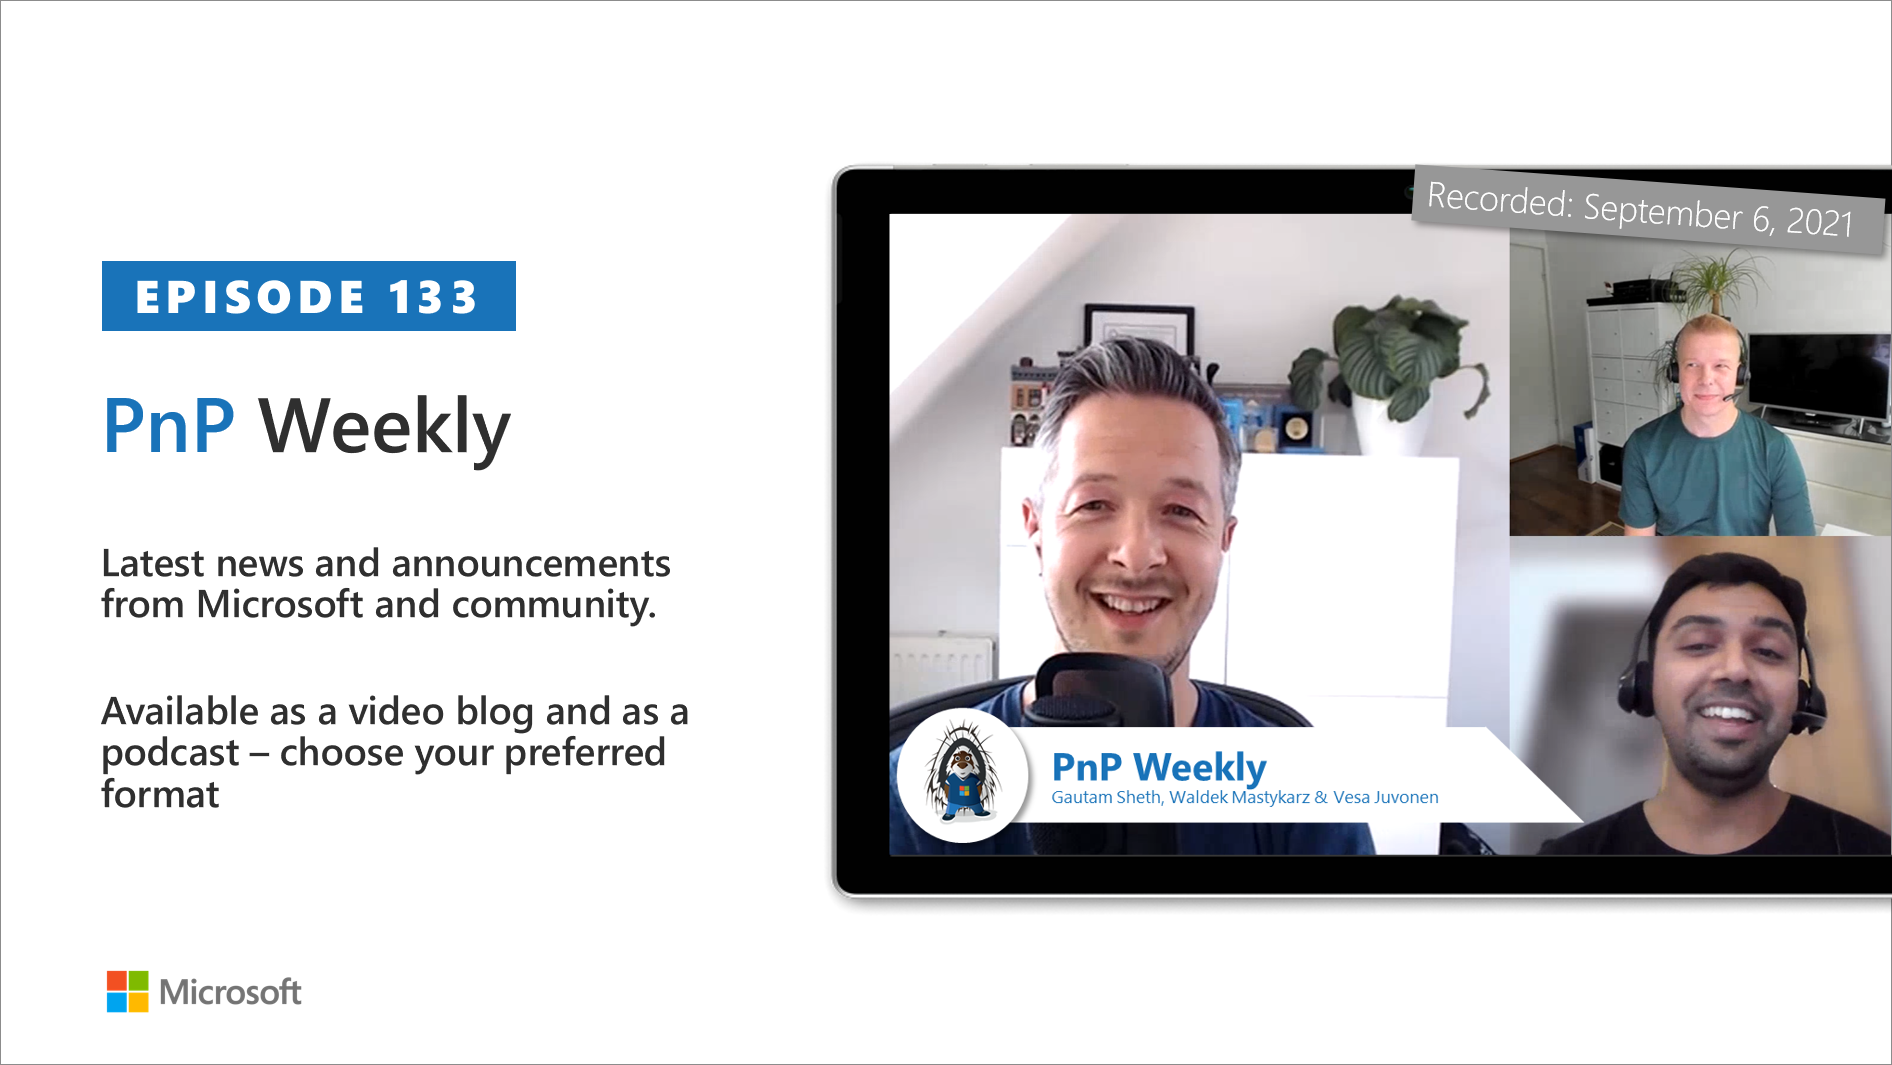 EPISODE 133
PnP Weekly
Latest news and announcements
from Microsoft and community.
Available as a video blog and as a
podcast – choose your preferred
format
Microsoft
Recorded: September 6, 2021
PnP Weekly
Gautam Sheth, Waldek Mastykarz & Vesa Juvonen